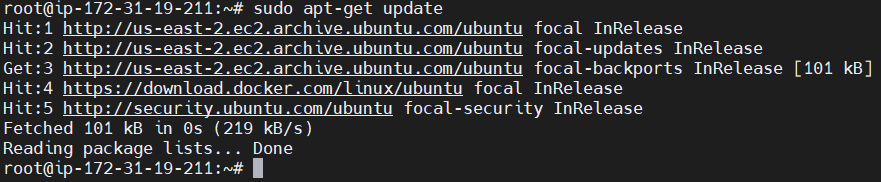 root@ip-172-31-19-211:~# sudo apt-get update
Hit:1 http://us-east-2.ec2.archive.ubuntu.com/ubuntu focal InRelease
Hit:2 http://us-east-2.ec2.archive.ubuntu.com/ubuntu focal-updates InRelease
Get:3 http://us-east-2.ec2.archive.ubuntu.com/ubuntu focal-backports InRelease [101 kB]
Hit:4 https://download.docker.com/linux/ubuntu focal InRelease
Hit:5 http://security.ubuntu.com/ubuntu focal-security InRelease
Fetched 101 kB in 0s (219 kB/s)
Reading package lists... Done
root@ip-172-31-19-211:~#